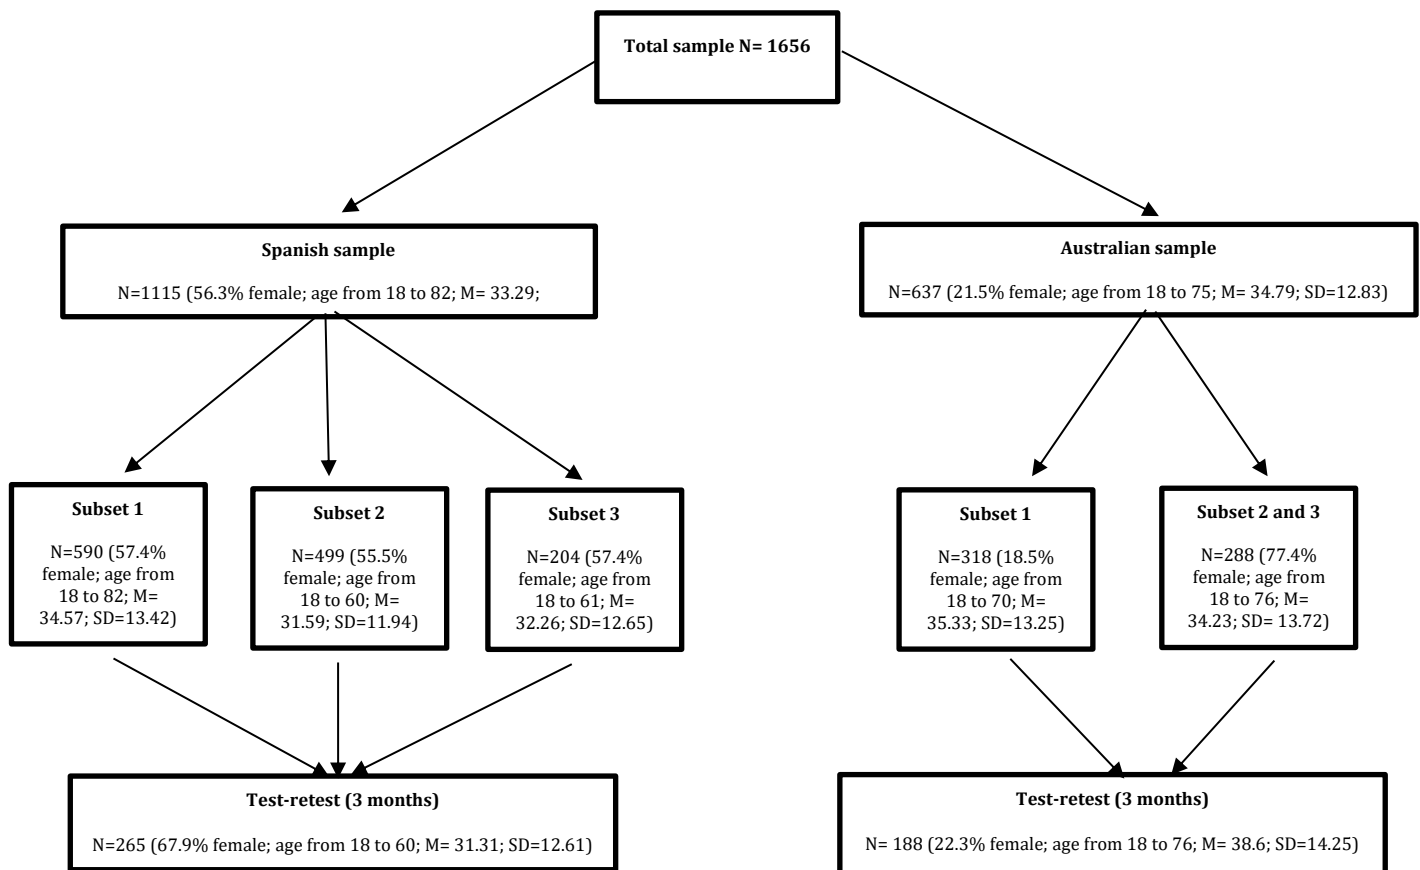 Total sample N= 1656
Spanish sample
N=1115 (56.3% female; age from 18 to 82; M= 33.29;
Australian sample
N=637 (21.5% female; age from 18 to 75; M= 34.79; SD=12.83)
Subset 1
N=590 (57.4%
female; age from
18 to 82; M=
34.57; SD=13.42)
Subset 2
N=499 (55.5%
female; age from
18 to 60; M=
31.59; SD=11.94)
Subset 3
N=204 (57.4%
female; age from
18 to 61; M=
32.26; SD=12.65)
Subset 1
N=318 (18.5%
female; age from
18 to 70; M=
35.33; SD=13.25)
Subset 2 and 3
N=288 (77.4%
female; age from
18 to 76; M=
34.23; SD= 13.72)
Test-retest (3 months)
N=265 (67.9% female; age from 18 to 60; M= 31.31; SD=12.61)
Test-retest (3 months)
N= 188 (22.3% female; age from 18 to 76; M= 38.6; SD=14.25)